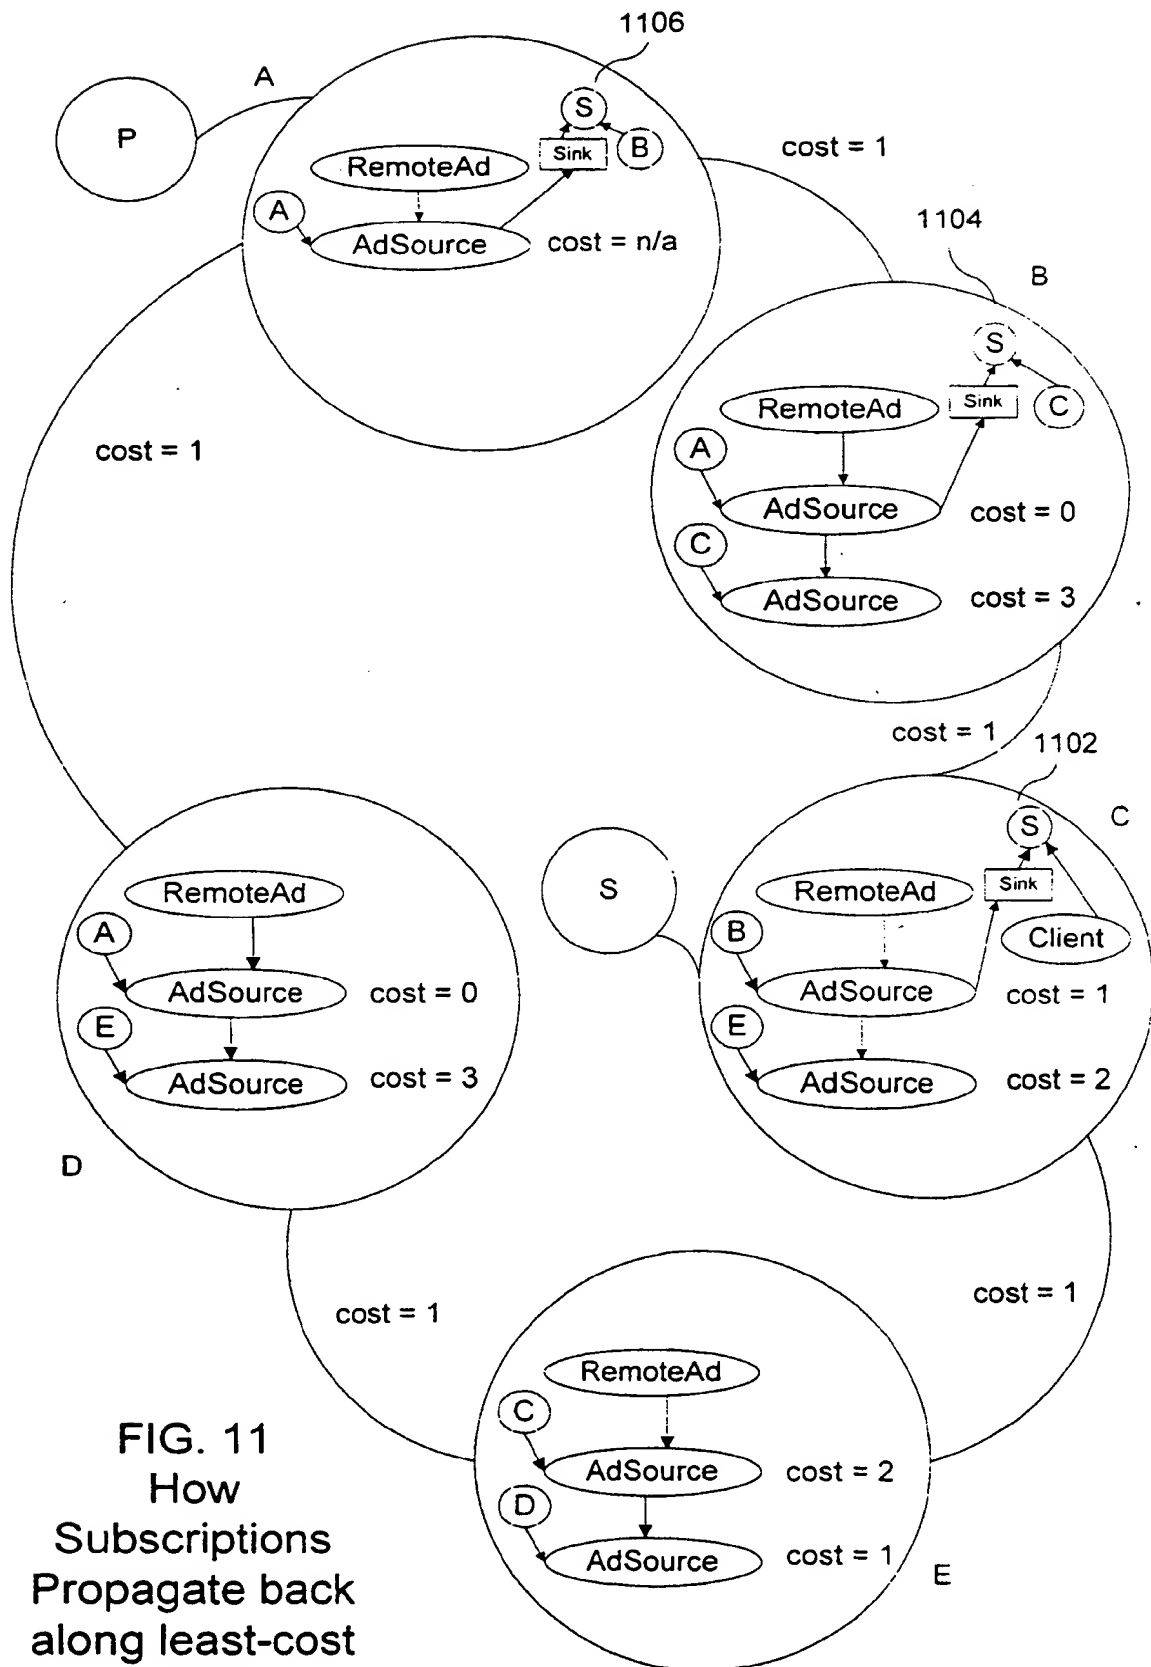 1106
A
P
S
Sink
B
cost = 1
RemoteAd
A
AdSource
cost = n/a
1104
B
S
Sink
C
RemoteAd
A
AdSource
cost = 0
C
AdSource
cost = 3
cost = 1
cost = 1
1102
C
S
S
Sink
Client
RemoteAd
B
AdSource
cost = 1
E
AdSource
cost = 2
RemoteAd
A
AdSource
cost = 0
E
AdSource
cost = 3
D
cost = 1
cost = 1
RemoteAd
C
AdSource
cost = 2
D
AdSource
cost = 1
E
FIG. 11
How
Subscriptions
Propagate back
along least-cost